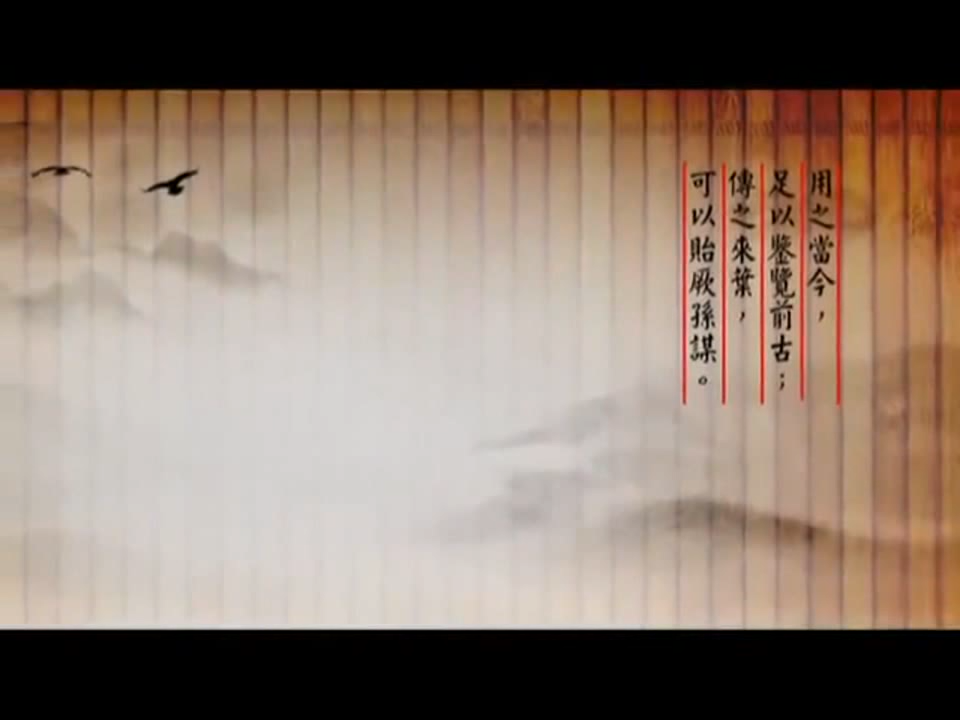 用之當今，
足以鑒覽前古；
傳之來葉，
可以貽厥孫謀。